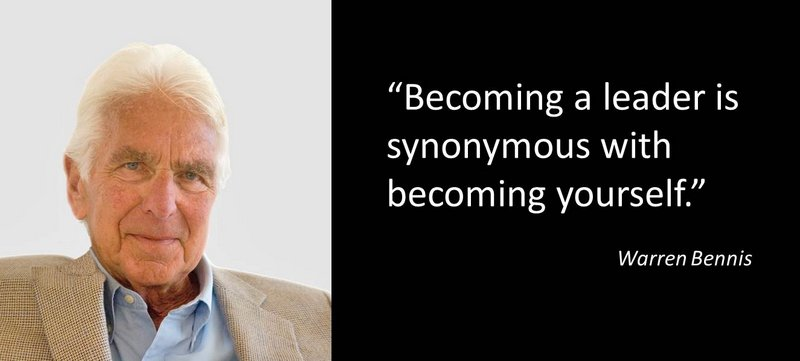 “Becoming a leader is
synonymous with
becoming yourself.”
Warren Bennis